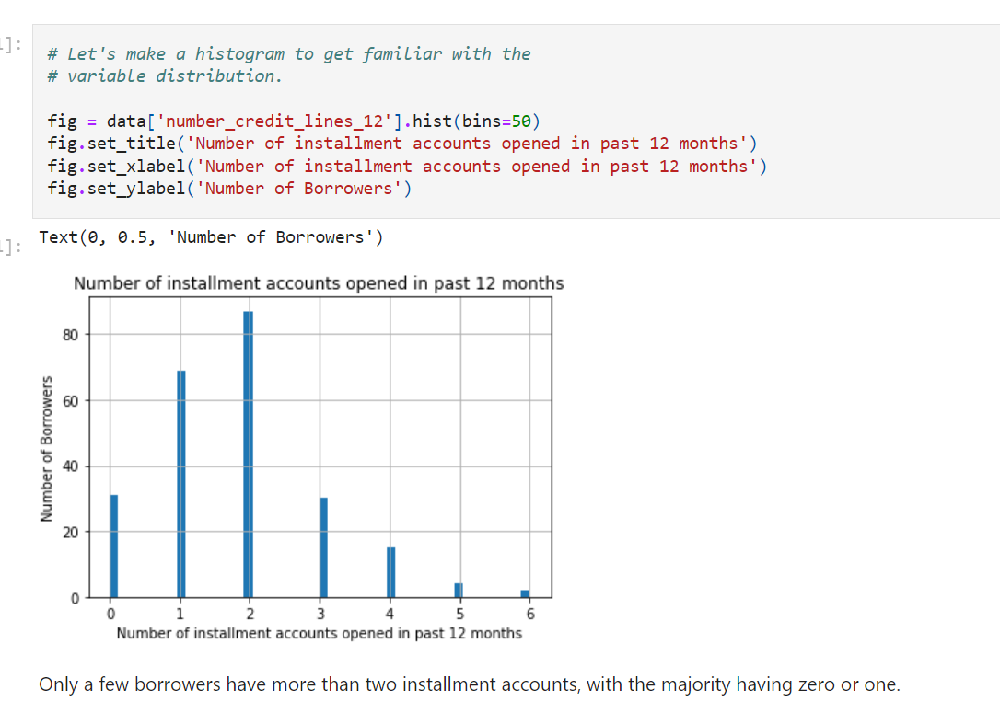 ]:
# Let's make a histogram to get familiar with the
# variable distribution.
fig = data['number_credit_lines_12'].hist(bins=50)
fig.set_title('Number of installment accounts opened in past 12 months')
fig.set_xlabel('Number of installment accounts opened in past 12 months')
fig.set_ylabel('Number of Borrowers')
]:
Text(0, 0.5, 'Number of Borrowers')
Number of installment accounts opened in past 12 months
Number of Borrowers
80
60
40
20
0
0 1 2 3 4 5 6
Number of installment accounts opened in past 12 months
Only a few borrowers have more than two installment accounts, with the majority having zero or one.